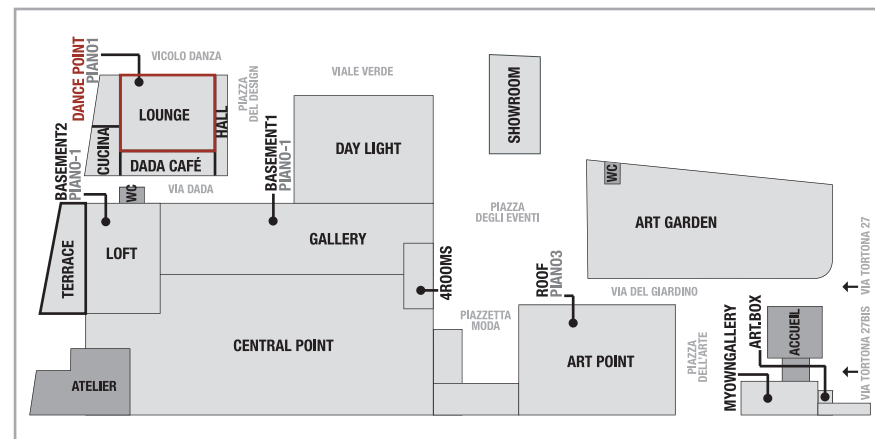 DANCE POINT
PIANO1
VICOLO DANZA
LOUNGE
HALL
CUCINA
DADA CAFÉ
PIAZZA
DEL DESIGN
VIALE VERDE
DAY LIGHT
SHOWROOM
BASEMENT2
PIANO-1
WC
VIA DADA
BASEMENT1
PIANO-1
TERRACE
LOFT
GALLERY
4ROOMS
PIAZZA
DEGLI EVENTI
WC
ART GARDEN
VIA TORTONA 27
CENTRAL POINT
ATELIER
PIAZZETTA
MODA
ROOF
PIANO3
VIA DEL GIARDINO
ART POINT
PIAZZA
DELL'ARTE
MYOWNGALLERY
ART.BOX
ACCUEIL
VIA TORTONA 27BIS